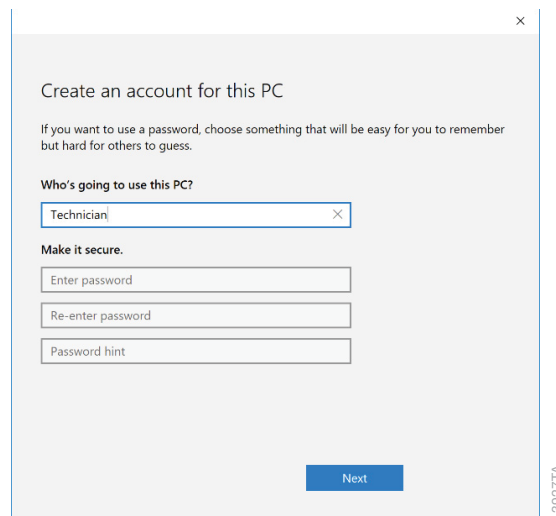 Create an account for this PC
If you want to use a password, choose something that will be easy for you to remember
but hard for others to guess.
Who's going to use this PC?
Technician
Make it secure.
Enter password
Re-enter password
Password hint
Next